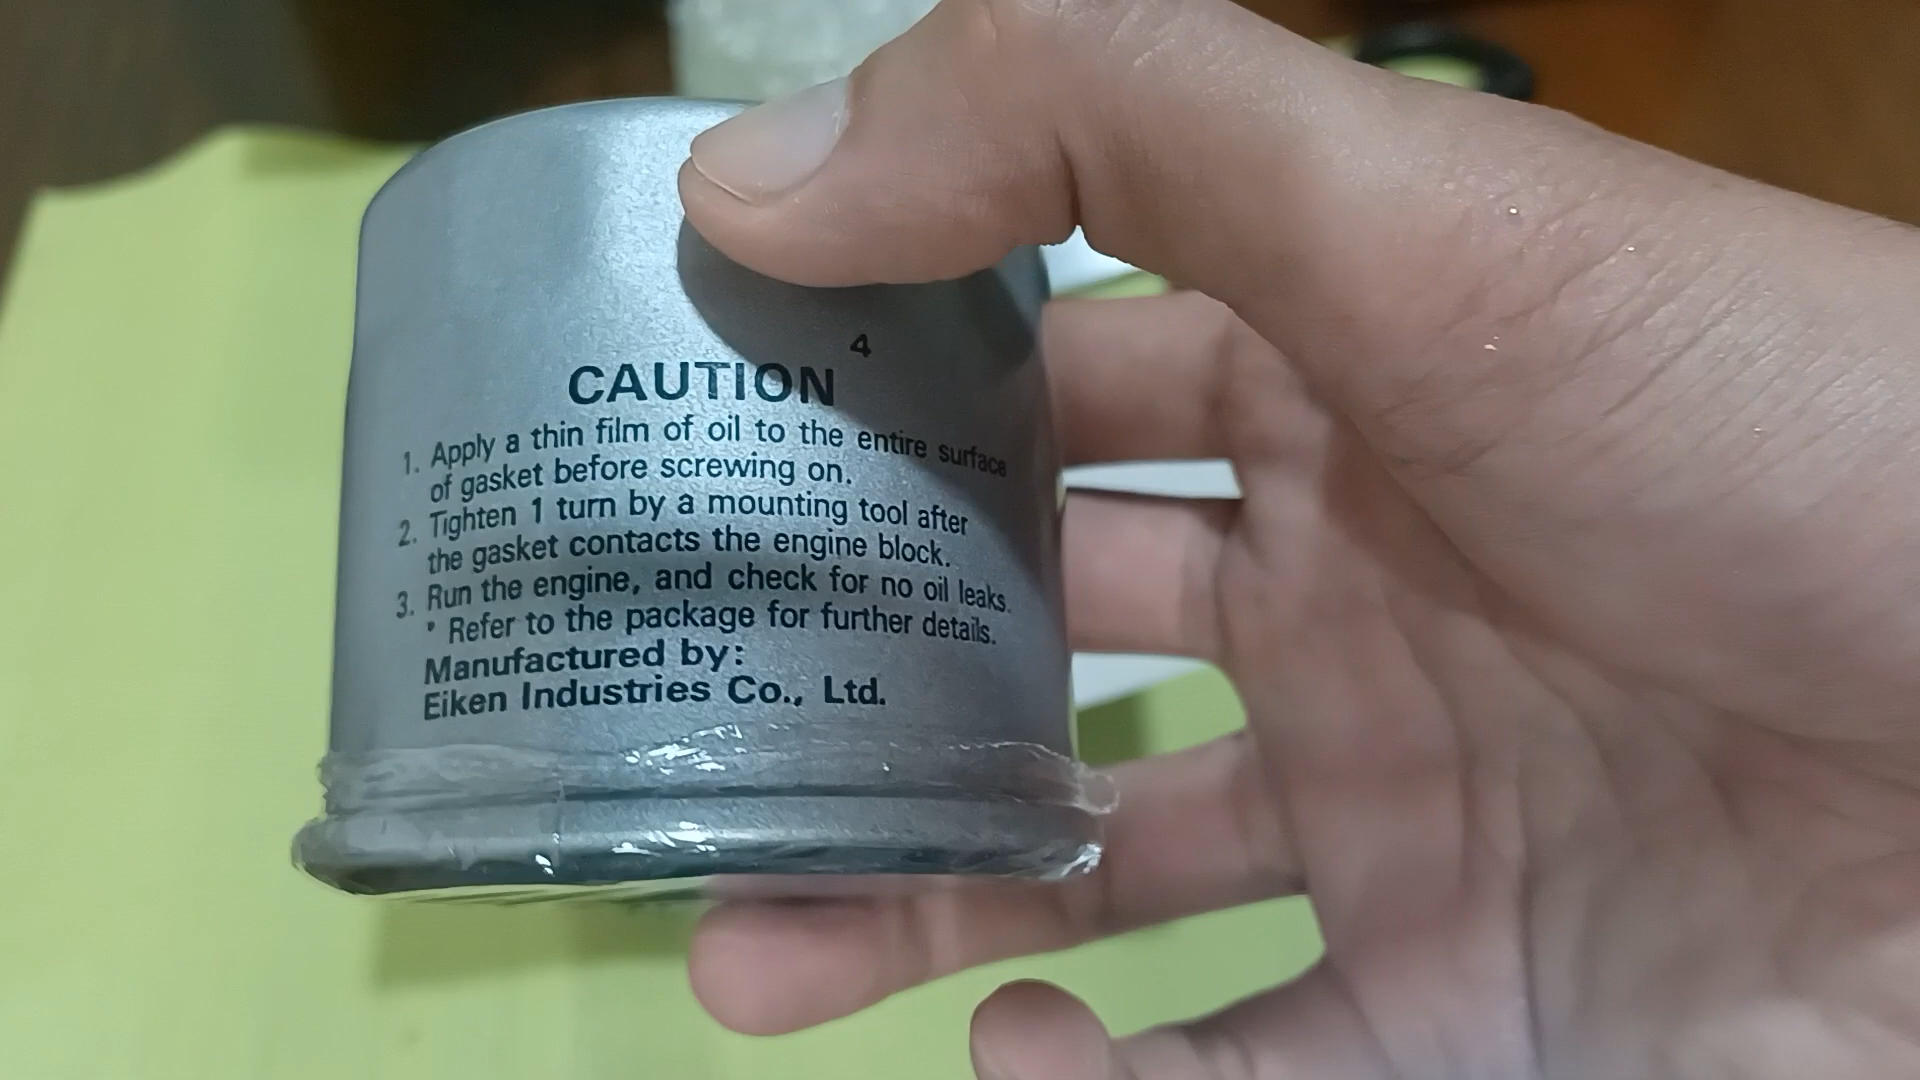 4
CAUTION
1. Apply a thin film of oil to the entire surface
of gasket before screwing on.
2. Tighten 1 turn by a mounting tool after
the gasket contacts the engine block.
3. Run the engine, and check for no oil leaks.
• Refer to the package for further details.
Manufactured by:
Eiken Industries Co., Ltd.